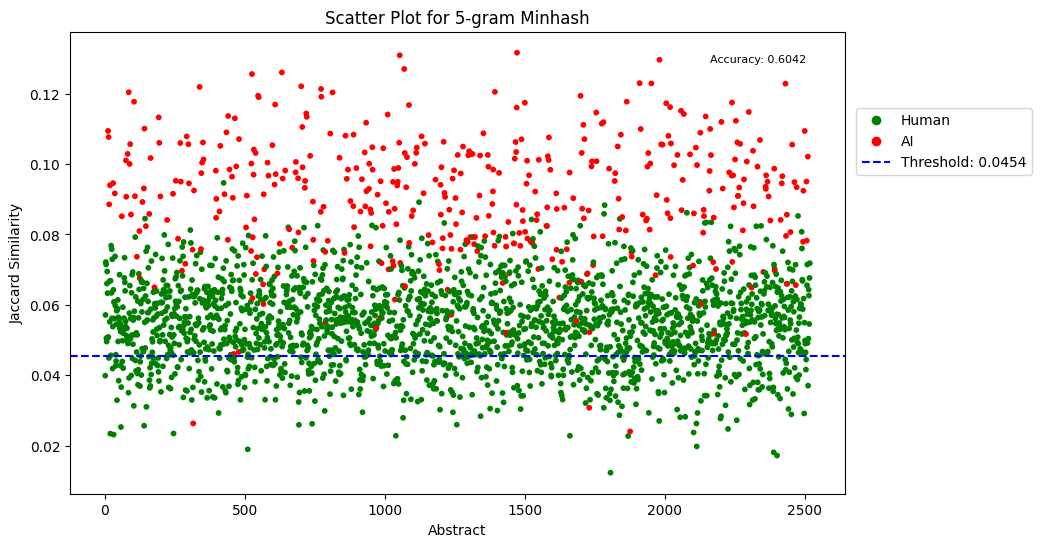 Scatter Plot for 5-gram Minhash
Accuracy: 0.6042
Human
AI
Threshold: 0.0454
Jaccard Similarity
0.12
0.10
0.08
0.06
0.04
0.02
0
500
1000
1500
2000
2500
Abstract